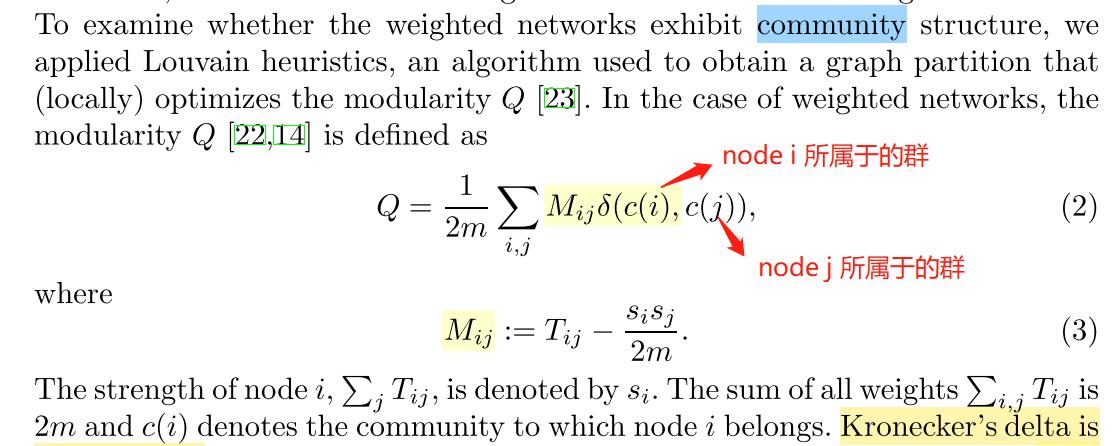 To examine whether the weighted networks exhibit community structure, we
applied Louvain heuristics, an algorithm used to obtain a graph partition that
(locally) optimizes the modularity Q [23]. In the case of weighted networks, the
modularity Q [22,14] is defined as
node i 所属于的群
Q = \frac{1}{2m} \sum_{i,j} M_{ij}δ(c(i), c(j)), (2)
node j 所属于的群
where
M_{ij} := T_{ij} − \frac{s_i s_j}{2m}. (3)
The strength of node i, ∑_j T_{ij}, is denoted by s_i. The sum of all weights ∑_{i,j} T_{ij} is
2m and c(i) denotes the community to which node i belongs. Kronecker's delta is